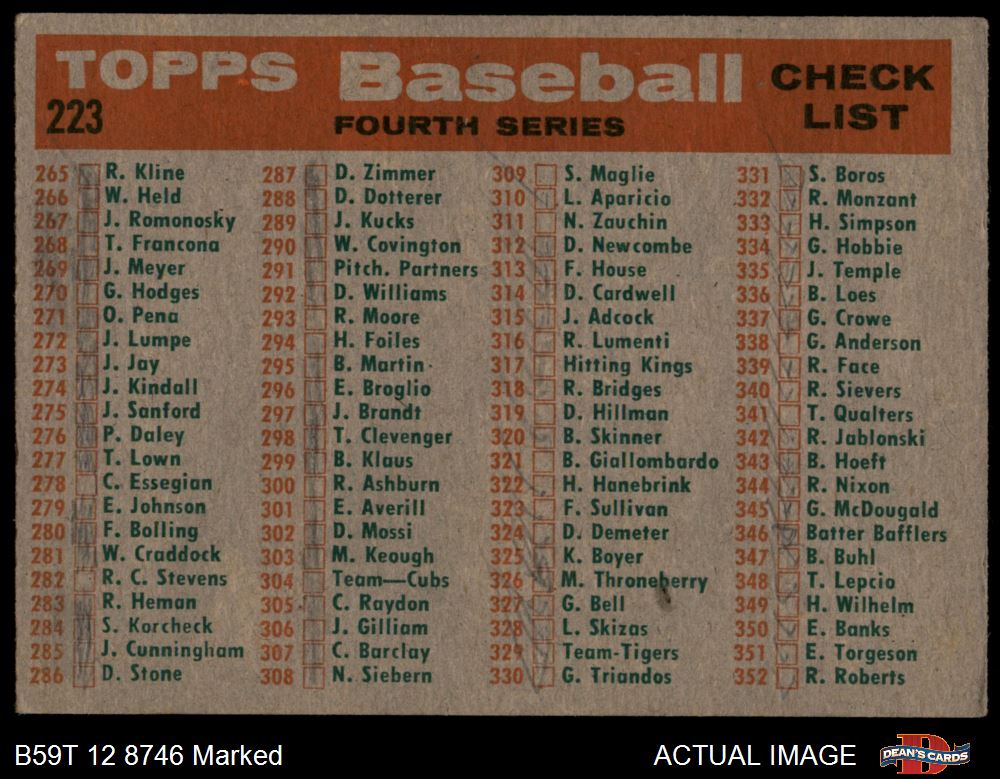 TOPPS Baseball CHECK LIST
223 FOURTH SERIES
265 R. Kline
266 W. Held
267 J. Romonosky
268 T. Francona
269 J. Meyer
270 G. Hodges
271 O. Pena
272 J. Lumpe
273 J. Jay
274 J. Kindall
275 J. Sanford
276 P. Daley
277 T. Lown
278 C. Essegian
279 E. Johnson
280 F. Bolling
281 W. Craddock
282 R. C. Stevens
283 R. Heman
284 S. Korcheck
285 J. Cunningham
286 D. Stone
287 D. Zimmer
288 D. Dotterer
289 J. Kucks
290 W. Covington
291 Pitch. Partners
292 D. Williams
293 R. Moore
294 H. Foiles
295 B. Martin
296 E. Broglio
297 J. Brandt
298 T. Clevenger
299 B. Klaus
300 R. Ashburn
301 E. Averill
302 D. Mossi
303 M. Keough
304 Team—Cubs
305 C. Raydon
306 J. Gilliam
307 C. Barclay
308 N. Siebern
309 S. Maglie
310 L. Aparicio
311 N. Zauchin
312 D. Newcombe
313 F. House
314 D. Cardwell
315 J. Adcock
316 R. Lumenti
317 Hitting Kings
318 R. Bridges
319 D. Hillman
320 B. Skinner
321 B. Giallombardo
322 H. Hanebrink
323 F. Sullivan
324 D. Demeter
325 K. Boyer
326 M. Throneberry
327 G. Bell
328 L. Skizas
329 Team-Tigers
330 G. Triandos
331 S. Boros
332 R. Monzant
333 H. Simpson
334 G. Hobbie
335 J. Temple
336 B. Loes
337 G. Crowe
338 G. Anderson
339 R. Face
340 R. Sievers
341 T. Qualters
342 R. Jablonski
343 B. Hoeft
344 R. Nixon
345 G. McDougald
346 Batter Bafflers
347 B. Buhl
348 T. Lepcio
349 H. Wilhelm
350 E. Banks
351 E. Torgeson
352 R. Roberts
B59T 12 8746 Marked ACTUAL IMAGE D DEAN'S CARDS